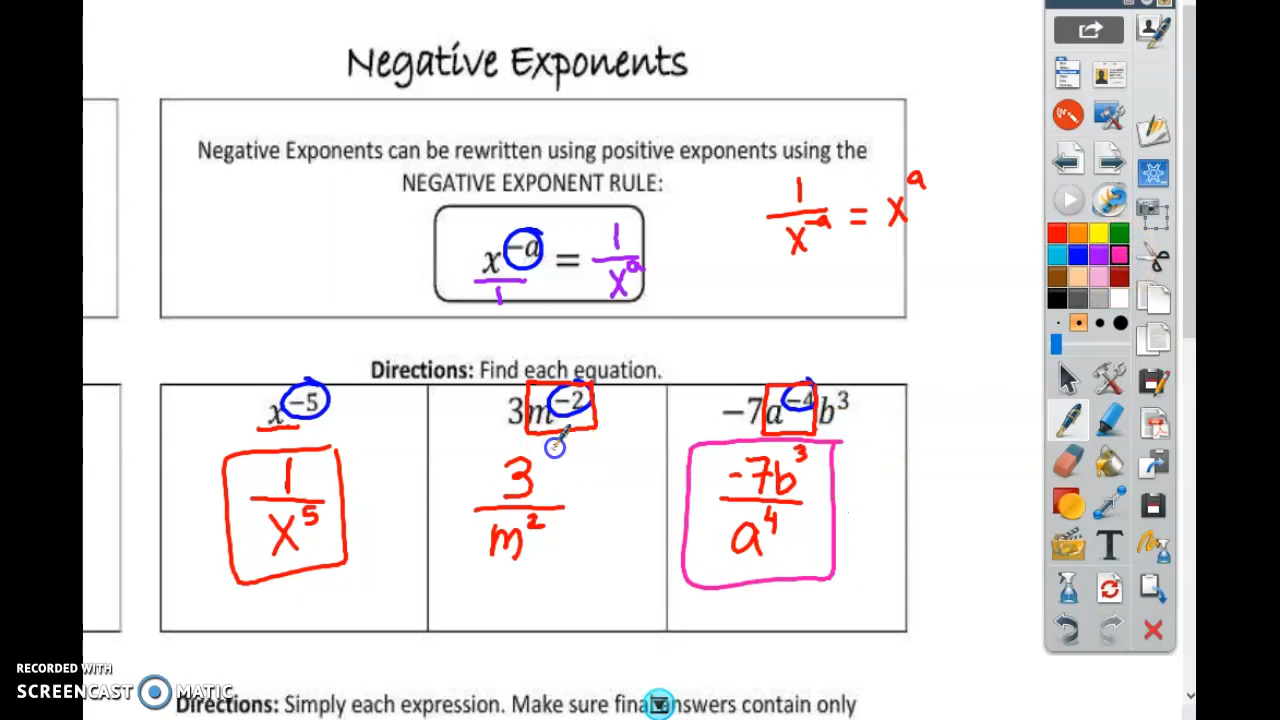 Negative Exponents
Negative Exponents can be rewritten using positive exponents using the
NEGATIVE EXPONENT RULE:
x^{-a} = 1/x^a
1
1/x^{-a} = x^a
Directions: Find each equation.
x^{-5}
3m^{-2}
-7a^{-4}b^3
1/x^5
3/m^2
-7b^3/a^4
RECORDED WITH
SCREENCAST MATIC
Directions: Simply each expression. Make sure final answers contain only